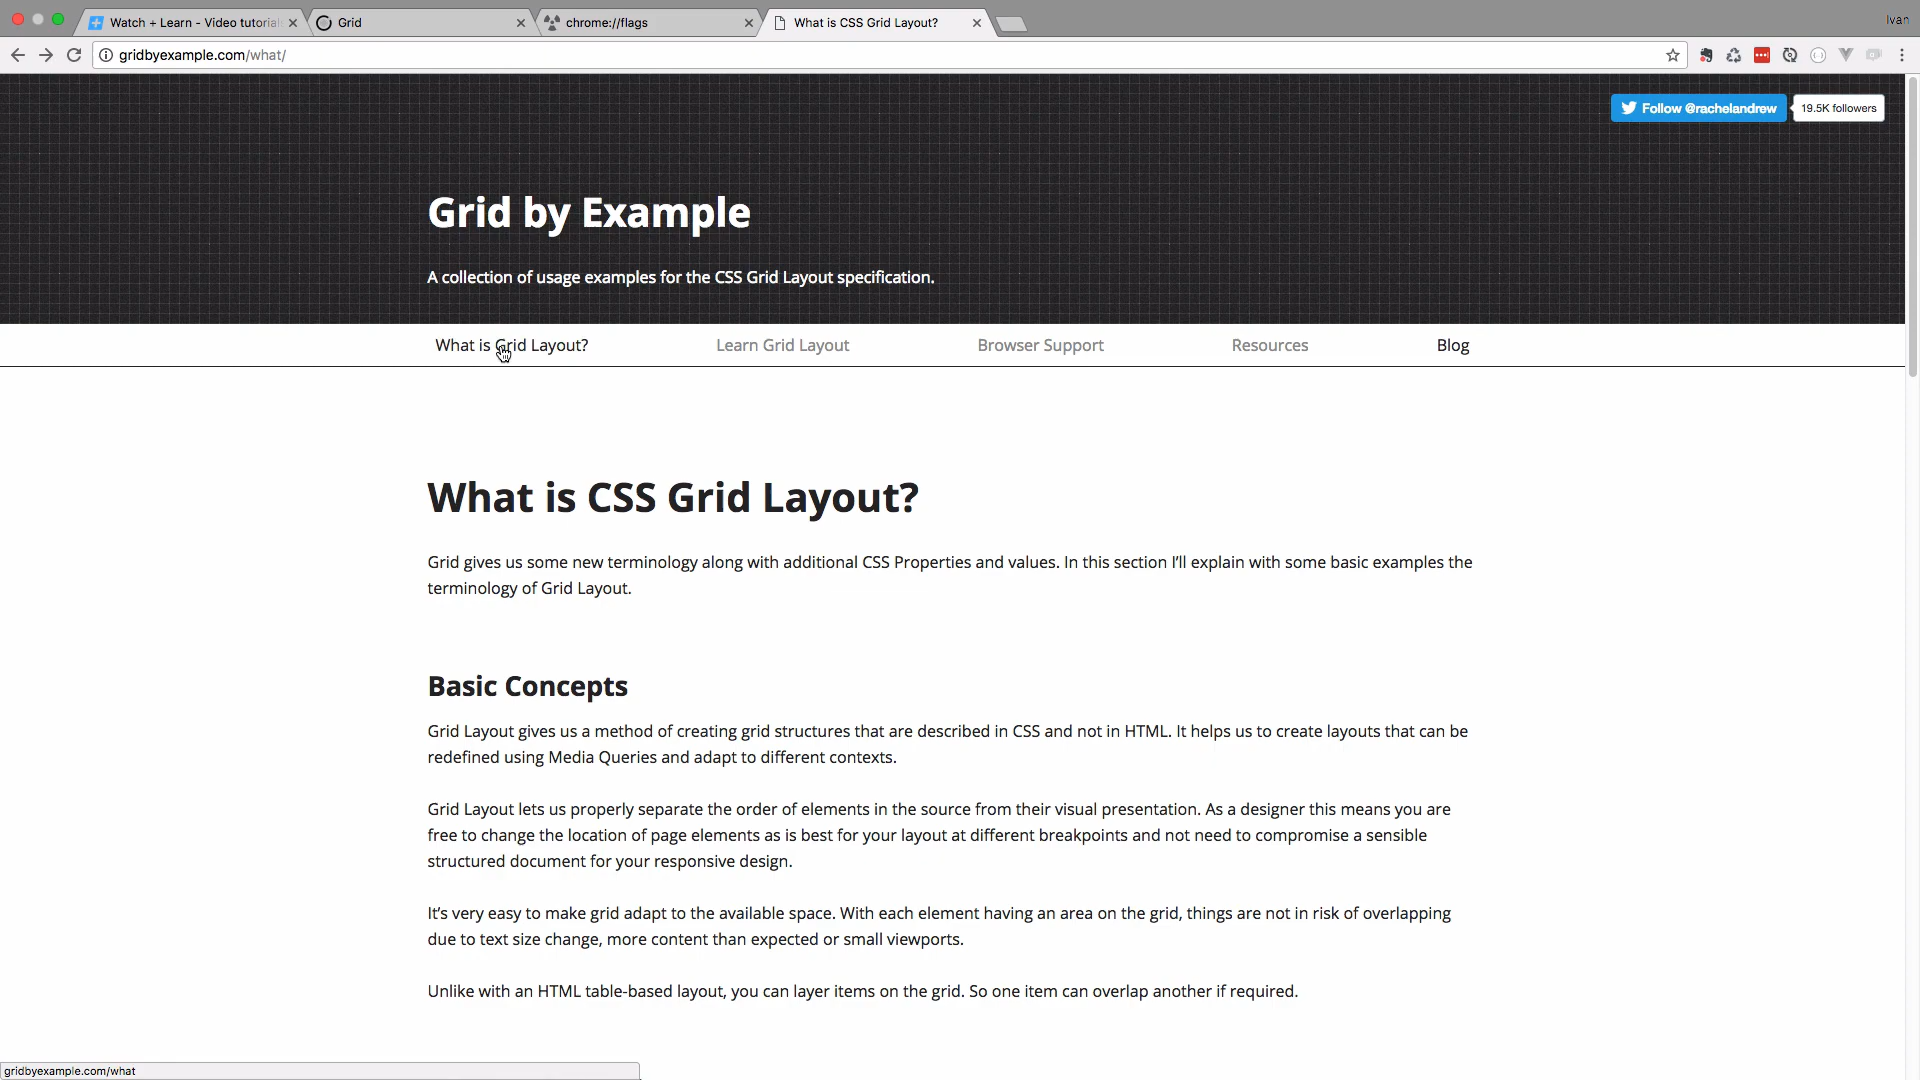 Watch + Learn - Video tutorial
Grid
chrome://flags
What is CSS Grid Layout?
Ivan
gridbyexample.com/what/
Follow @rachelandrew
19.5K followers
Grid by Example
A collection of usage examples for the CSS Grid Layout specification.
What is Grid Layout?
Learn Grid Layout
Browser Support
Resources
Blog
What is CSS Grid Layout?
Grid gives us some new terminology along with additional CSS Properties and values. In this section I’ll explain with some basic examples the
terminology of Grid Layout.
Basic Concepts
Grid Layout gives us a method of creating grid structures that are described in CSS and not in HTML. It helps us to create layouts that can be
redefined using Media Queries and adapt to different contexts.
Grid Layout lets us properly separate the order of elements in the source from their visual presentation. As a designer this means you are
free to change the location of page elements as is best for your layout at different breakpoints and not need to compromise a sensible
structured document for your responsive design.
It’s very easy to make grid adapt to the available space. With each element having an area on the grid, things are not in risk of overlapping
due to text size change, more content than expected or small viewports.
Unlike with an HTML table-based layout, you can layer items on the grid. So one item can overlap another if required.
gridbyexample.com/what